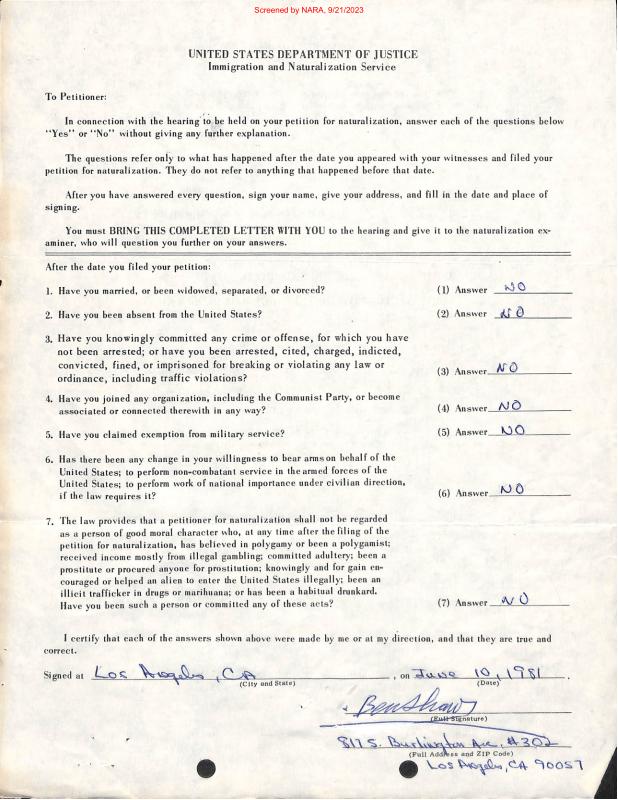 Screened by NARA, 9/21/2023
UNITED STATES DEPARTMENT OF JUSTICE
Immigration and Naturalization Service
To Petitioner:
In connection with the hearing to be held on your petition for naturalization, answer each of the questions below
"Yes" or "No" without giving any further explanation.
The questions refer only to what has happened after the date you appeared with your witnesses and filed your
petition for naturalization. They do not refer to anything that happened before that date.
After you have answered every question, sign your name, give your address, and fill in the date and place of
signing.
You must BRING THIS COMPLETED LETTER WITH YOU to the hearing and give it to the naturalization ex-
aminer, who will question you further on your answers.
After the date you filed your petition:
1. Have you married, or been widowed, separated, or divorced? (1) Answer NO
2. Have you been absent from the United States? (2) Answer NO
3. Have you knowingly committed any crime or offense, for which you have
not been arrested; or have you been arrested, cited, charged, indicted,
convicted, fined, or imprisoned for breaking or violating any law or
ordinance, including traffic violations? (3) Answer NO
4. Have you joined any organization, including the Communist Party, or become
associated or connected therewith in any way? (4) Answer NO
5. Have you claimed exemption from military service? (5) Answer NO
6. Has there been any change in your willingness to bear arms on behalf of the
United States; to perform non-combatant service in the armed forces of the
United States; to perform work of national importance under civilian direction,
if the law requires it? (6) Answer NO
7. The law provides that a petitioner for naturalization shall not be regarded
as a person of good moral character who, at any time after the filing of the
petition for naturalization, has believed in polygamy or been a polygamist;
received income mostly from illegal gambling; committed adultery; been a
prostitute or procured anyone for prostitution; knowingly and for gain en-
couraged or helped an alien to enter the United States illegally; been an
illicit trafficker in drugs or marihuana; or has been a habitual drunkard.
Have you been such a person or committed any of these acts? (7) Answer NO
I certify that each of the answers shown above were made by me or at my direction, and that they are true and
correct.
Signed at Los Angeles, CA, on June 10, 1981.
(City and State) (Date)
Ben Shaw
(Full Signature)
817 S. Burlington Ave, #302
(Full Address and ZIP Code)
Los Angeles, CA 90057